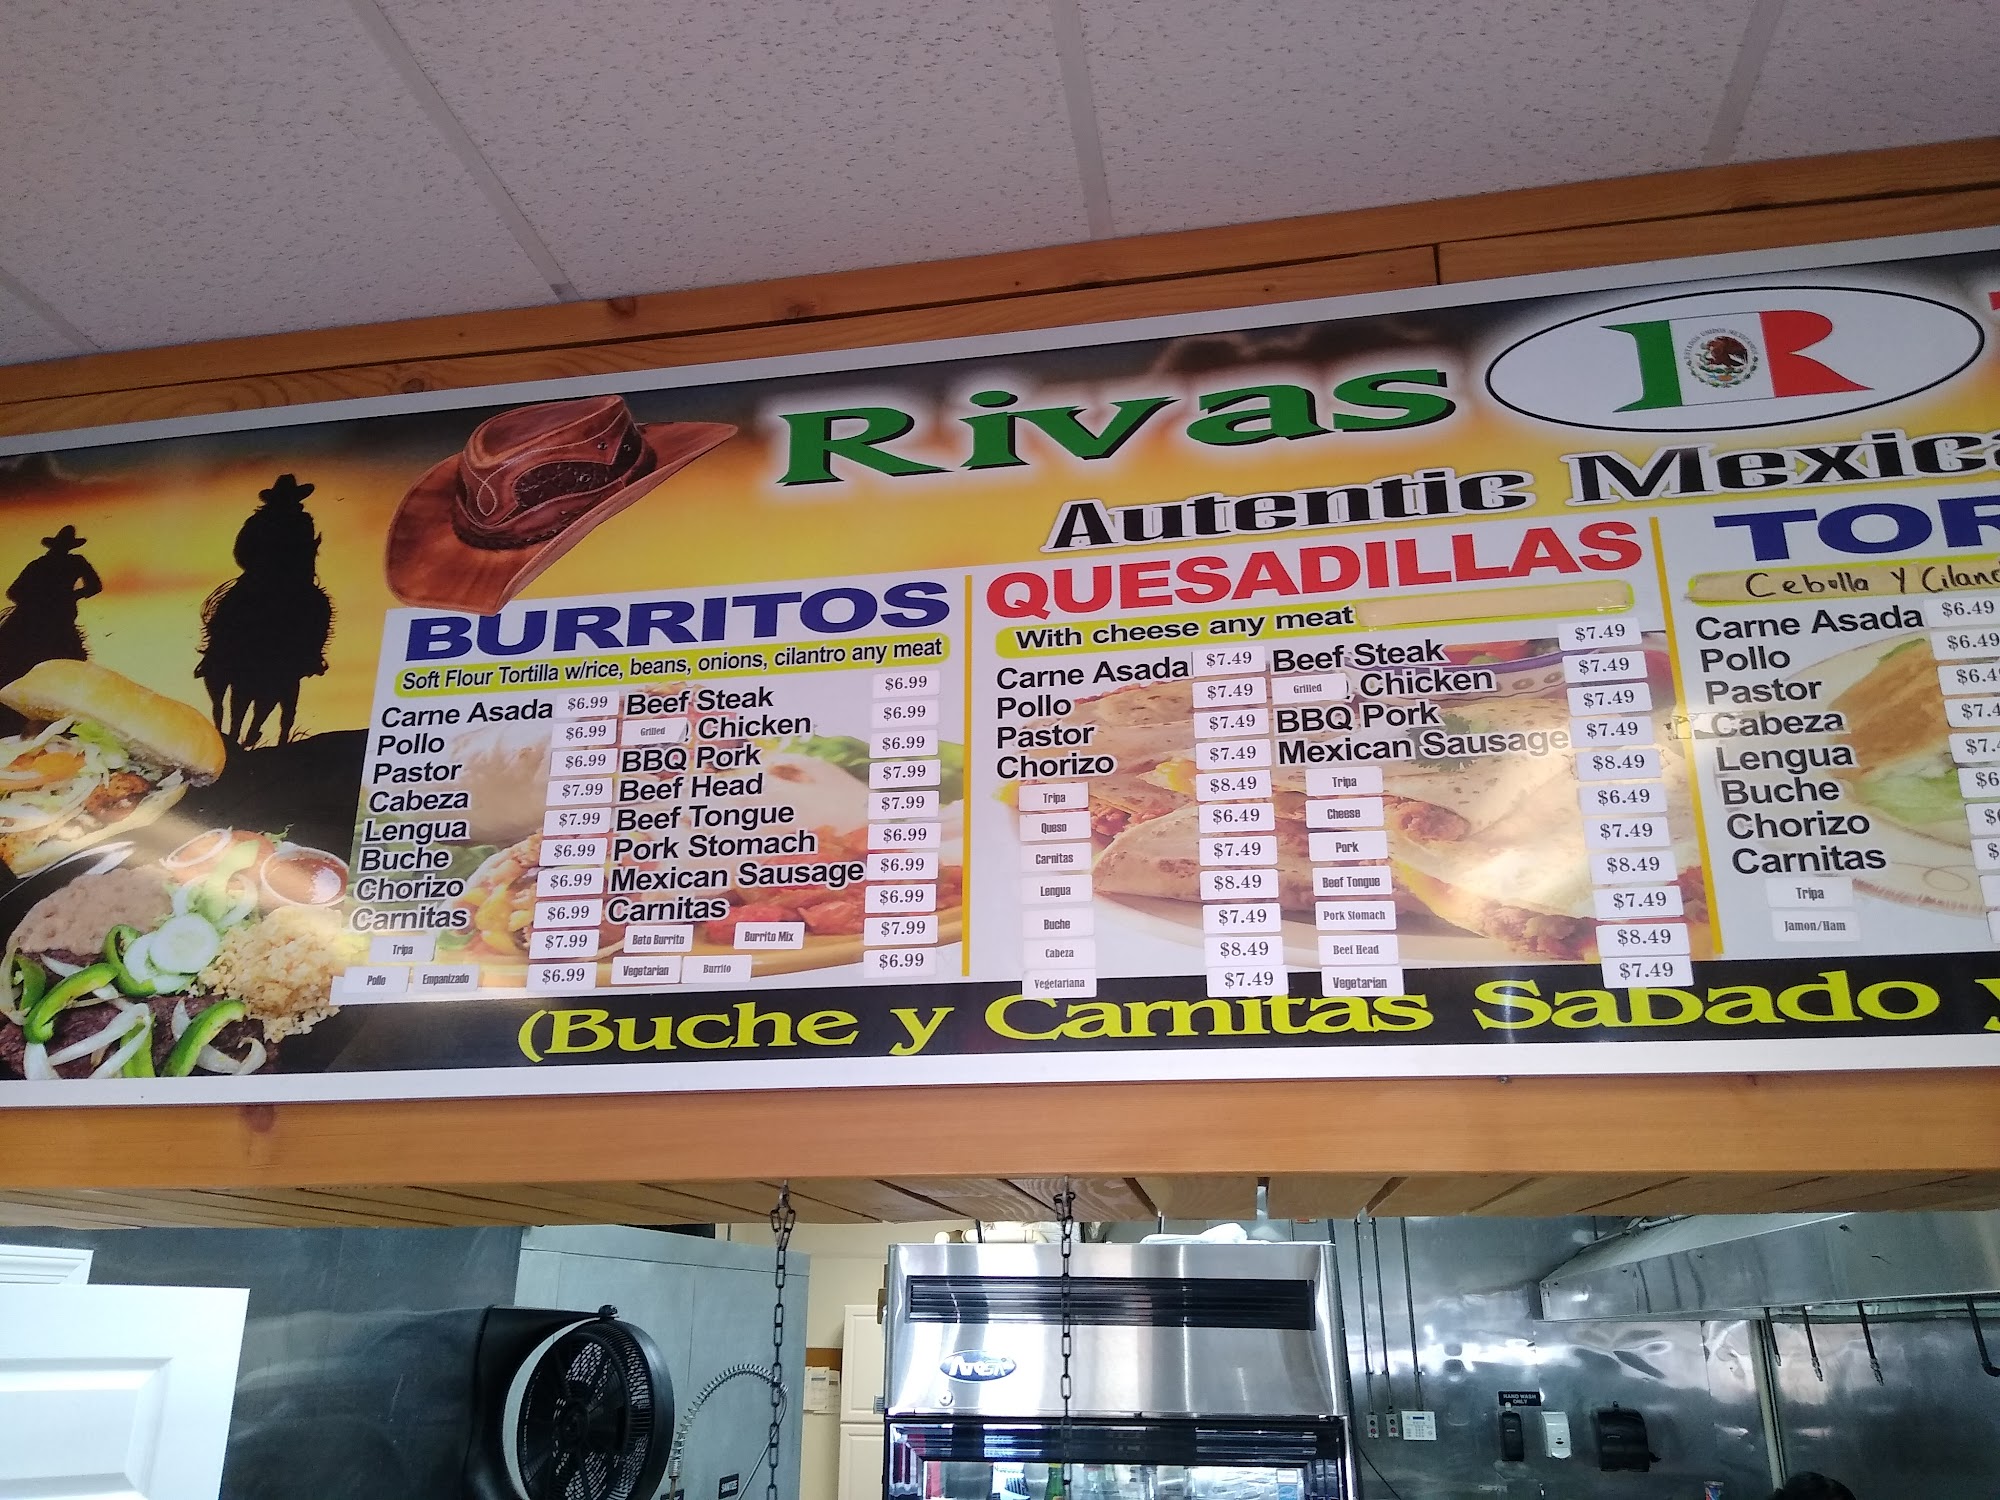 Rivas
R
ESTADOS UNIDOS MEXICANOS
Autentic
BURRITOS
Soft Flour Tortilla w/rice, beans, onions, cilantro any meat
Carne Asada $6.99 Beef Steak $6.99
Pollo $6.99 Grilled Chicken $6.99
Pastor $6.99 BBQ Pork $6.99
Cabeza $7.99 Beef Head $7.99
Lengua $7.99 Beef Tongue $7.99
Buche $6.99 Pork Stomach $6.99
Chorizo $6.99 Mexican Sausage $6.99
Carnitas $6.99 Carnitas $6.99
Tripa $7.99 Beto Burrito Burrito Mix $7.99
Pollo Empanizado $6.99 Vegetarian Burrito $6.99
QUESADILLAS
With cheese any meat
Carne Asada $7.49 Beef Steak $7.49
Pollo $7.49 Grilled Chicken $7.49
Pastor $7.49 BBQ Pork $7.49
Chorizo $7.49 Mexican Sausage $7.49
Tripa $8.49 Tripa $8.49
Queso $6.49 Cheese $6.49
Carnitas $7.49 Pork $7.49
Lengua $8.49 Beef Tongue $8.49
Buche $7.49 Pork Stomach $7.49
Cabeza $8.49 Beef Head $8.49
Vegetariana $7.49 Vegetarian $7.49
Cebolla Y
Carne Asada $6.49
Pollo $6.49
Pastor
Cabeza
Lengua
Buche
Chorizo
Carnitas
Tripa
Jamon/Ham
(Buche y Carnitas Sabado y
HAND WASH
ONLY